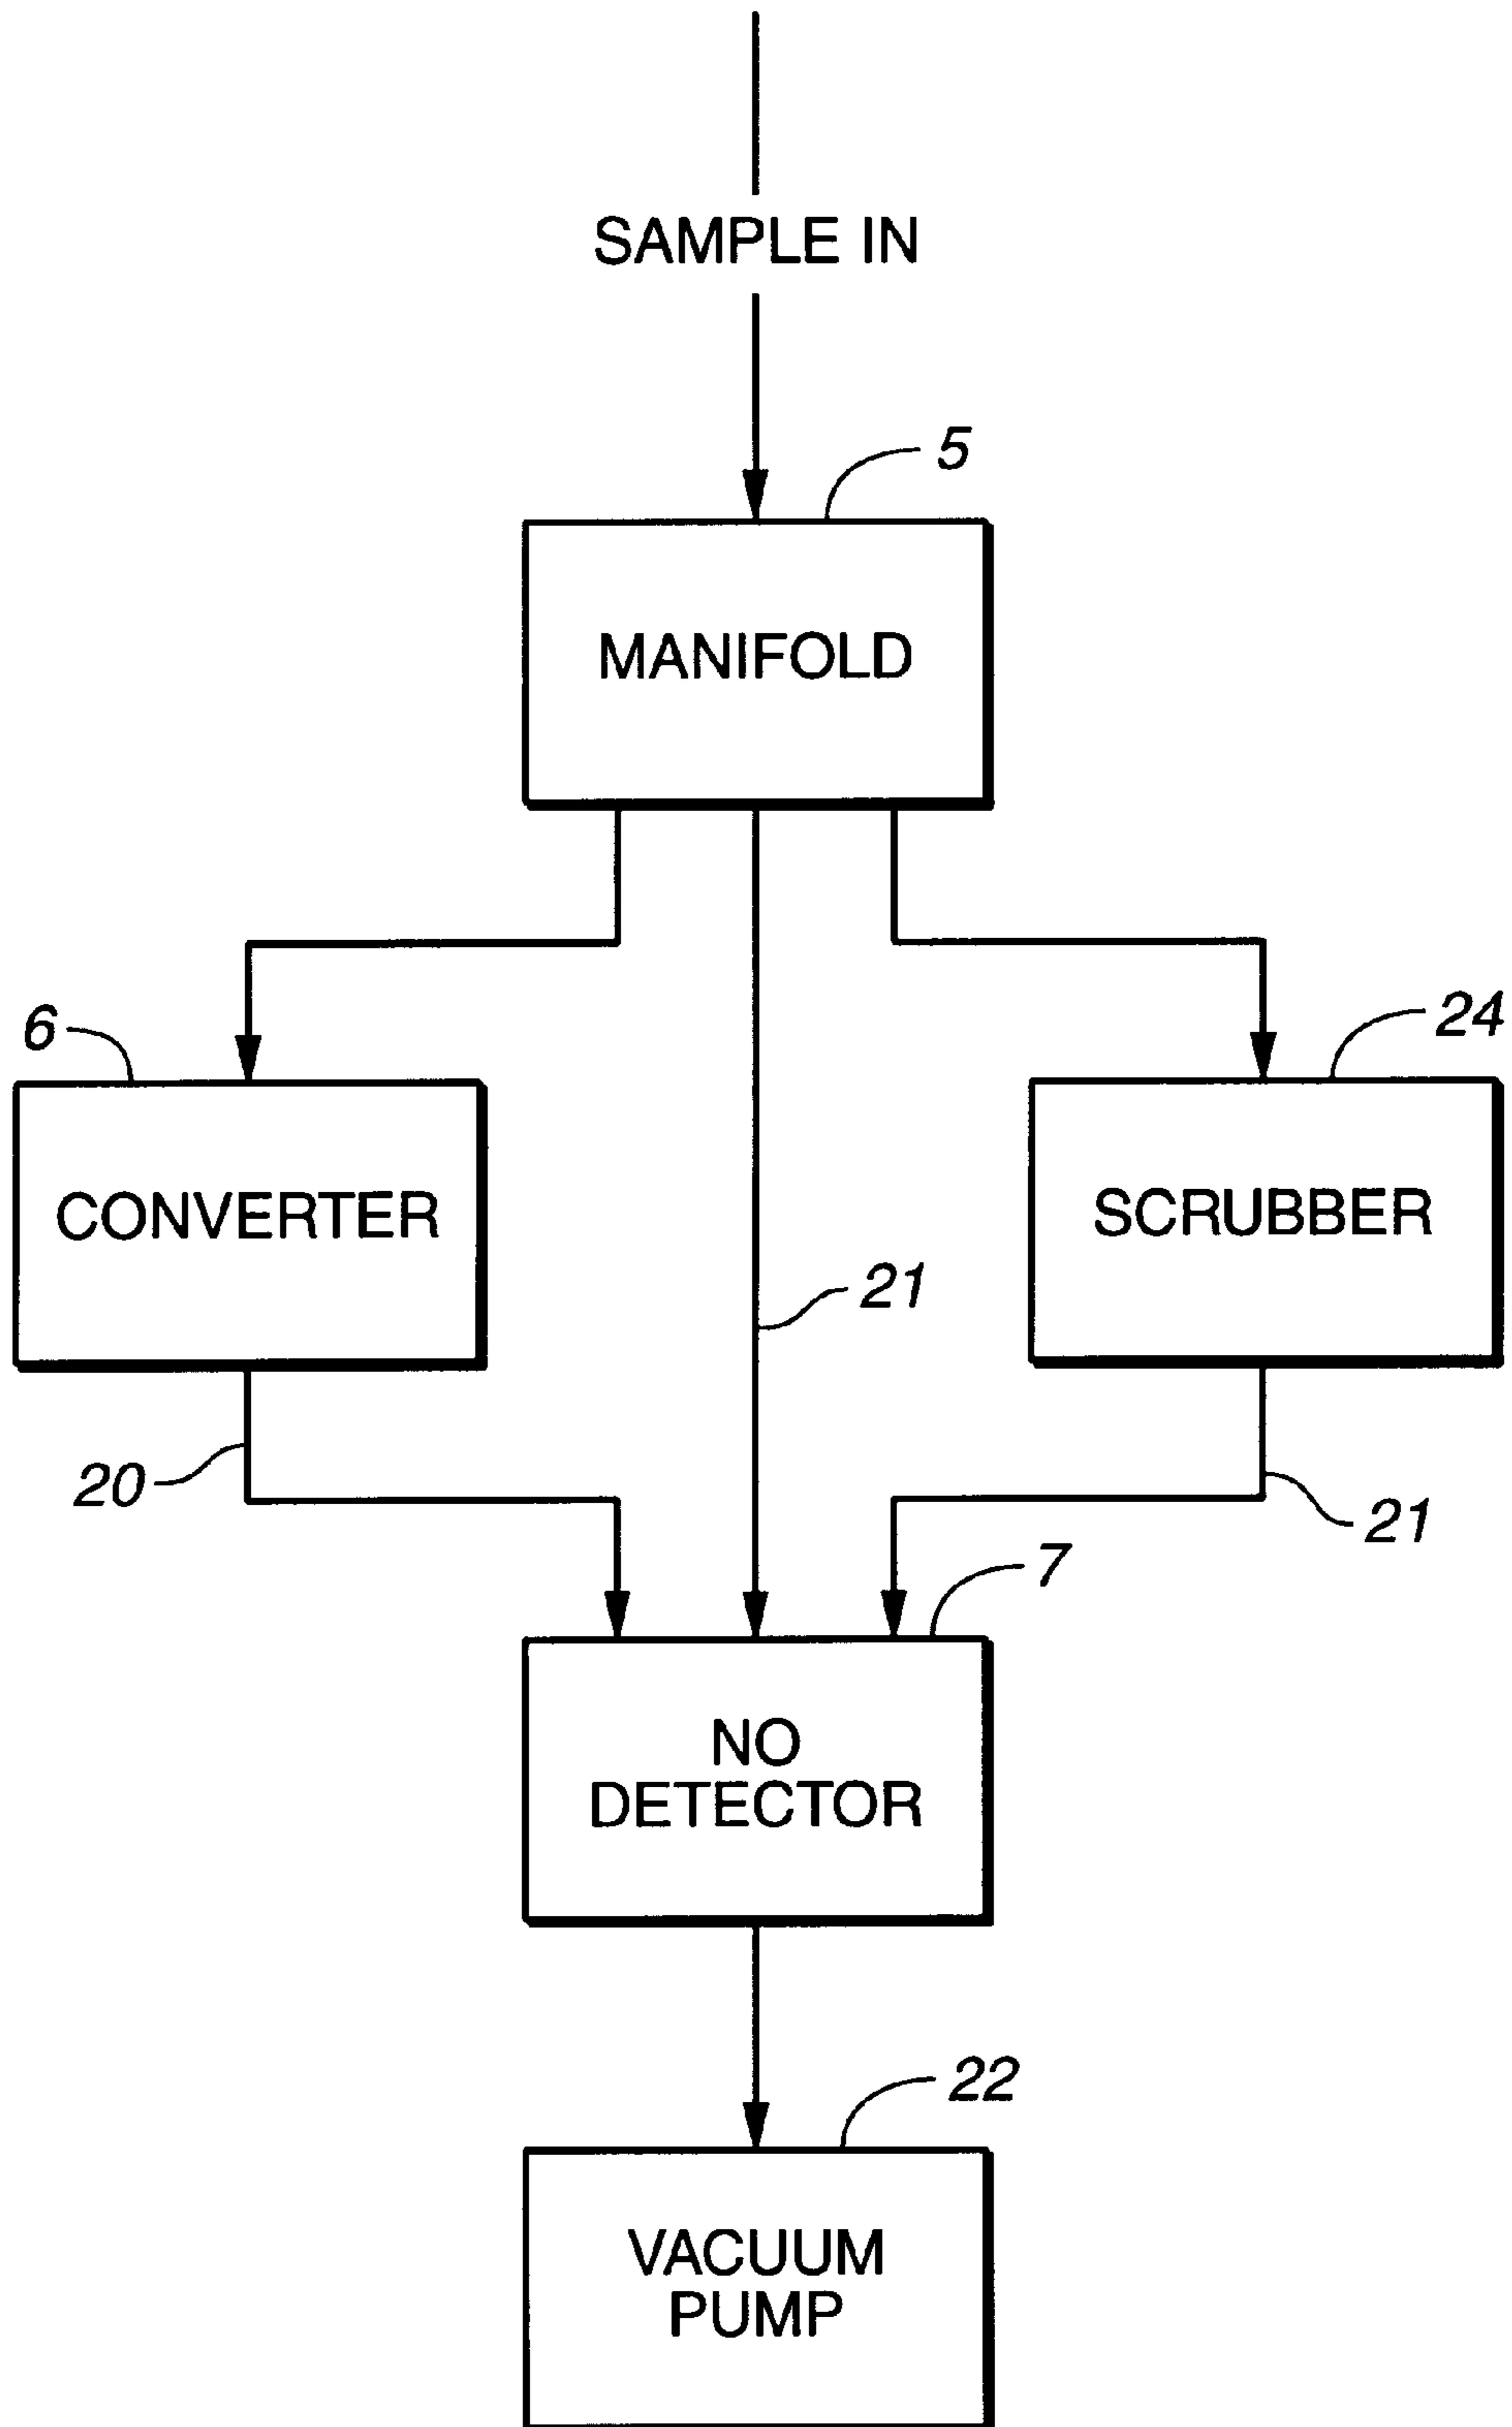 SAMPLE IN
5
MANIFOLD
6
24
CONVERTER
SCRUBBER
21
20
21
7
NO
DETECTOR
22
VACUUM
PUMP